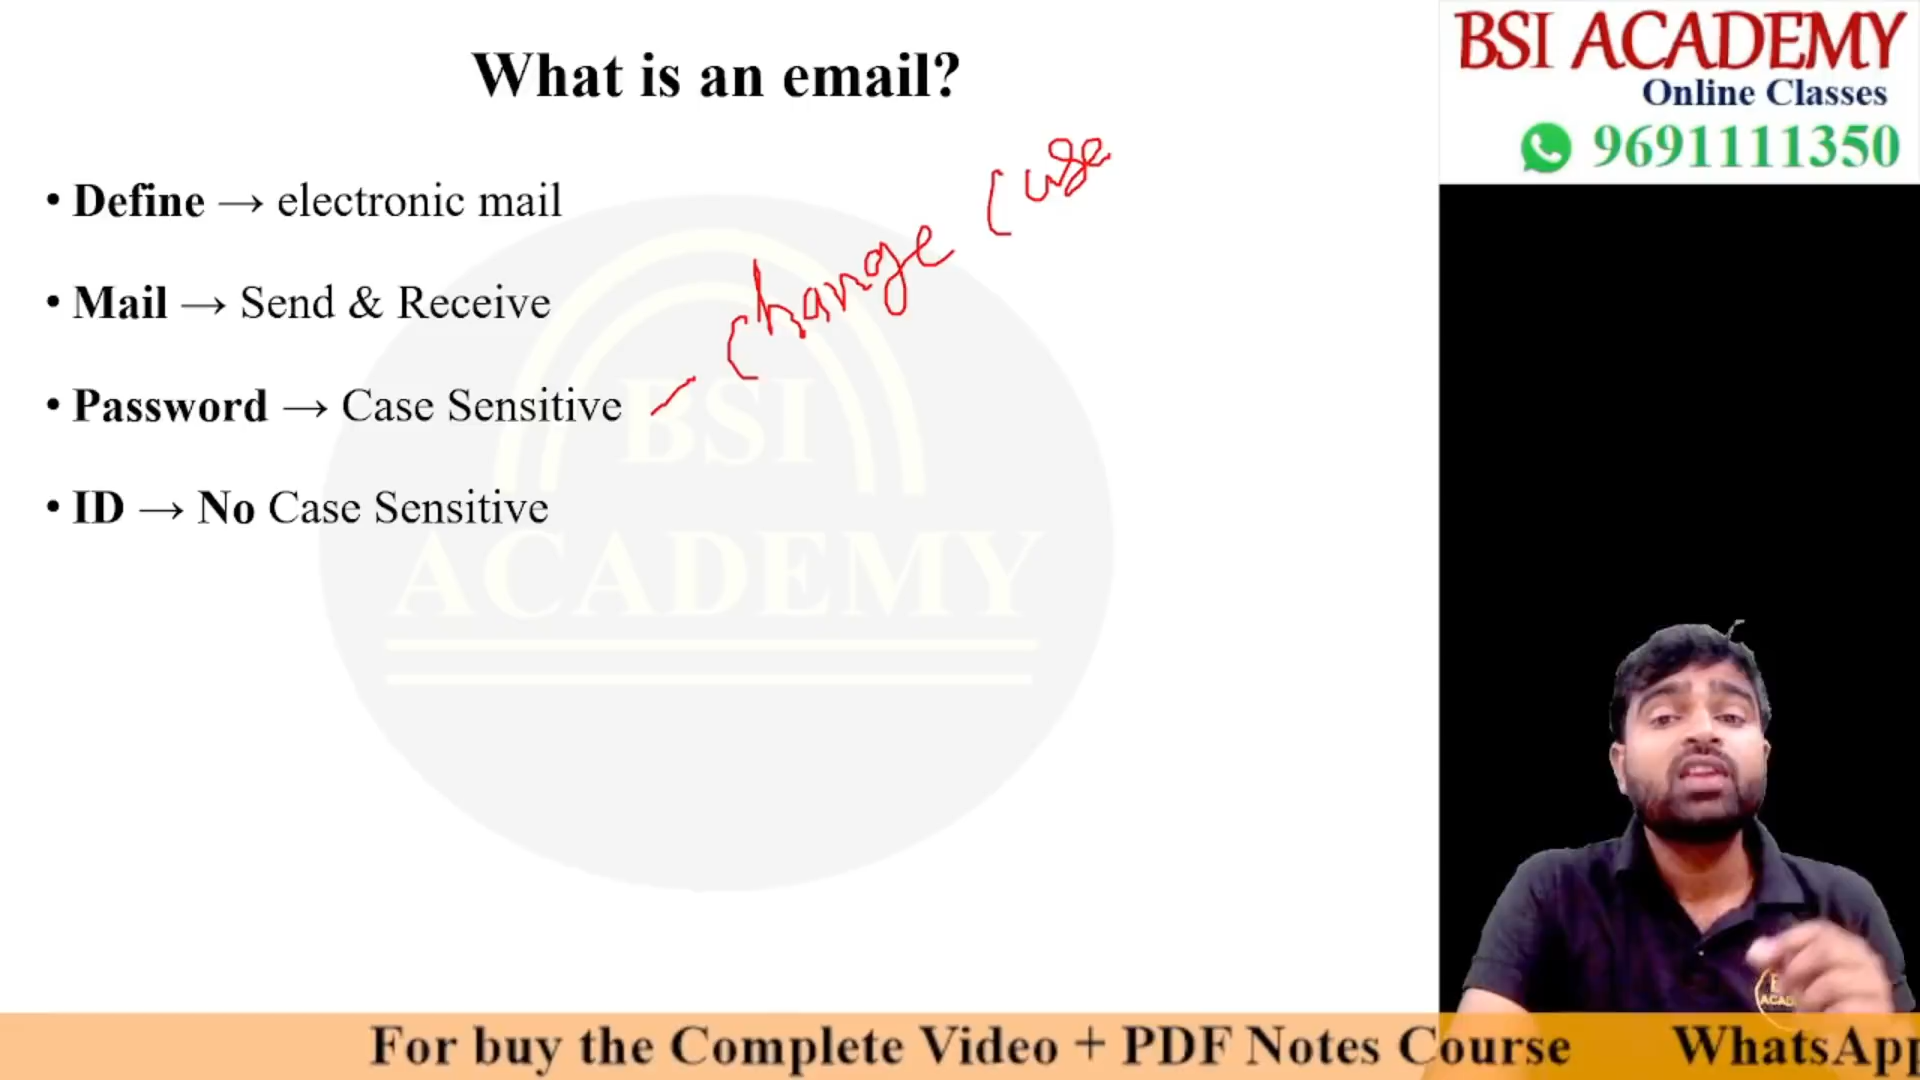 What is an email?
BSI ACADEMY
Online Classes
9691111350
• Define → electronic mail
• Mail → Send & Receive
• Password → Case Sensitive
change Case
• ID → No Case Sensitive
BSI
ACADEMY
For buy the Complete Video + PDF Notes Course WhatsApp